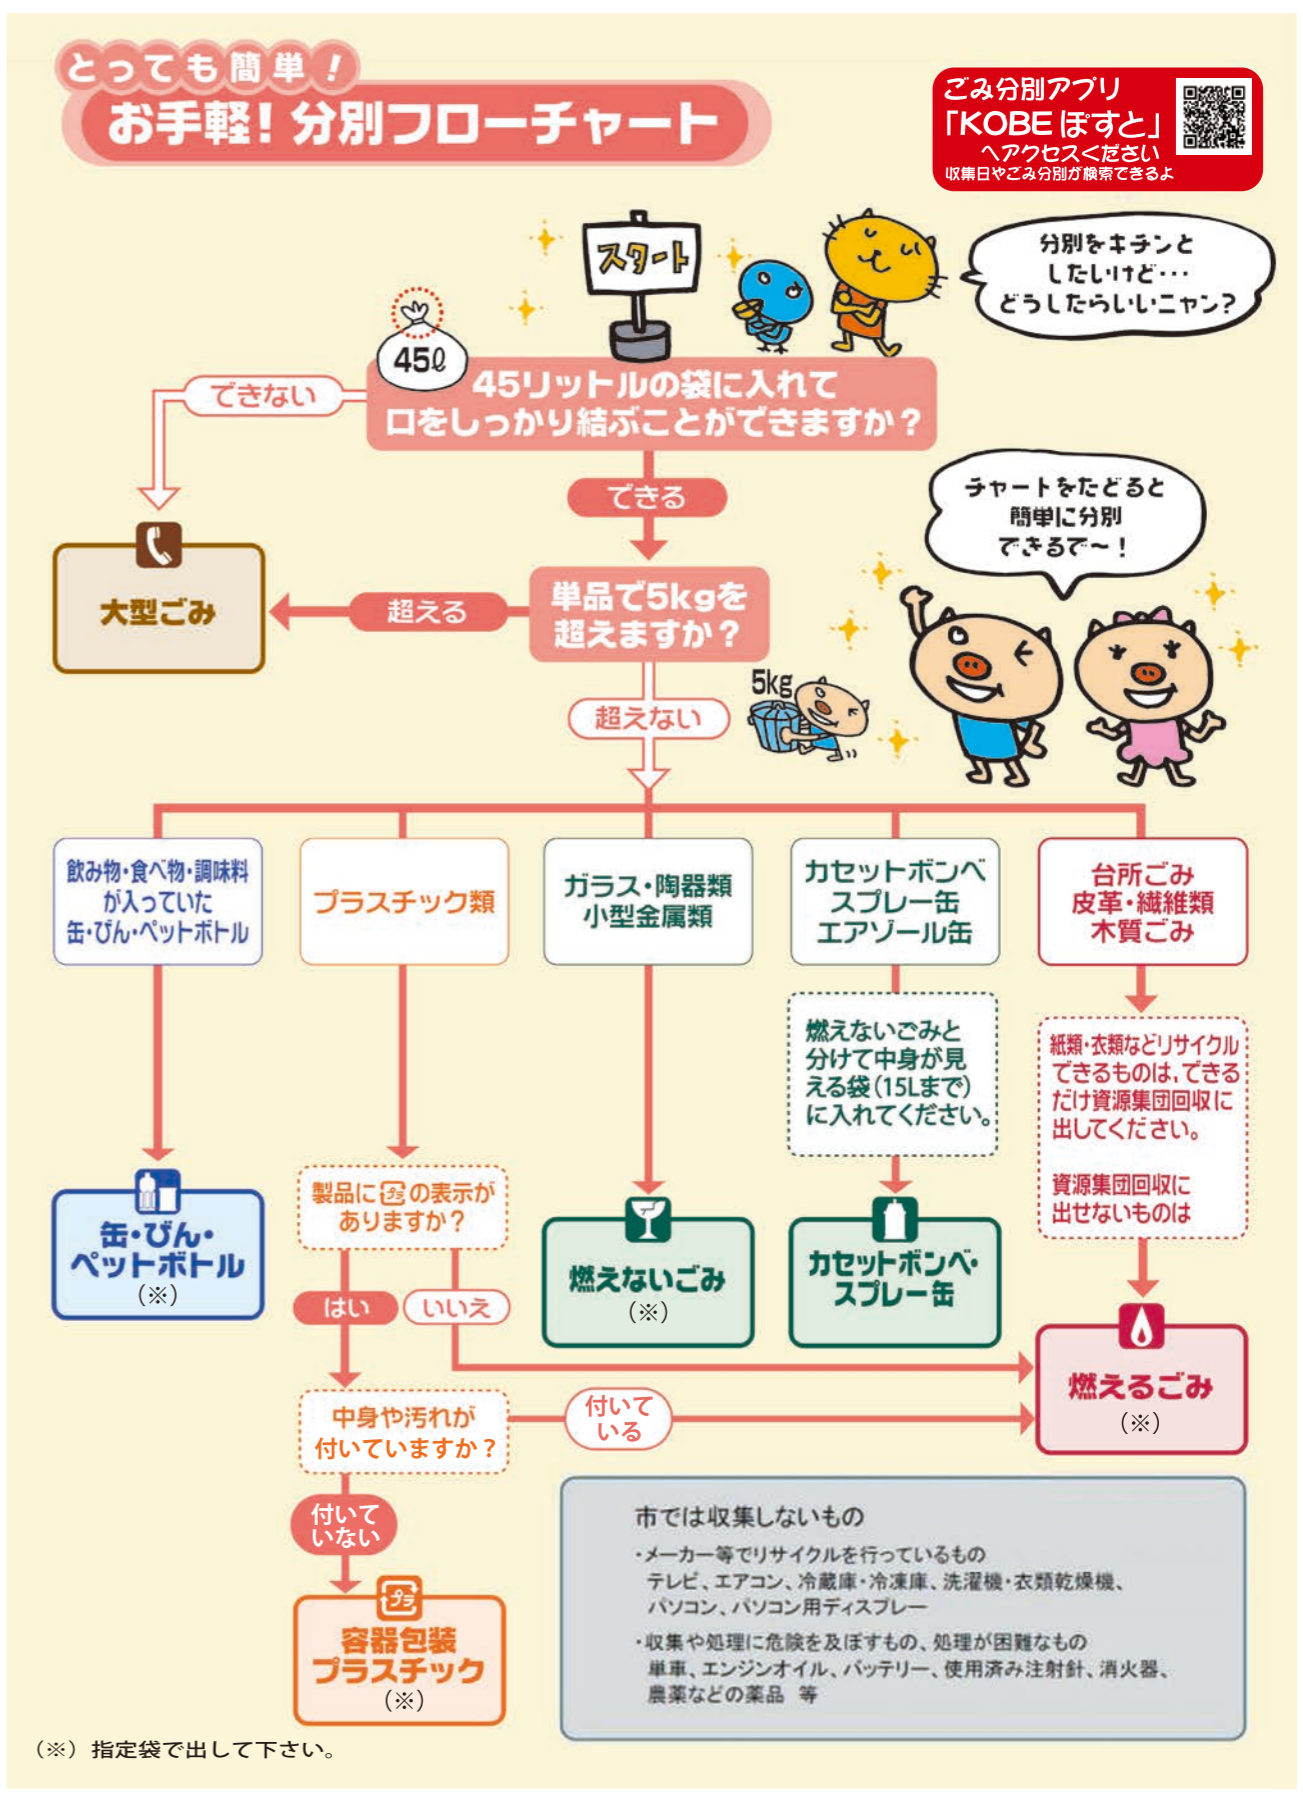 とっても簡単！
お手軽！分別フローチャート
ごみ分別アプリ
「KOBEぽすと」
へアクセスください
収集日やごみ分別が検索できるよ
スタート
分別をキチンと
したいけど・・・
どうしたらいいニャン？
45ℓ
45リットルの袋に入れて
口をしっかり結ぶことができますか？
できない
できる
チャートをたどると
簡単に分別
できるで〜！
大型ごみ
超える
単品で5kgを
超えますか？
超えない
5kg
飲み物・食べ物・調味料
が入っていた
缶・びん・ペットボトル
プラスチック類
ガラス・陶器類
小型金属類
カセットボンベ
スプレー缶
エアゾール缶
台所ごみ
皮革・繊維類
木質ごみ
燃えないごみと
分けて中身が見
える袋（15Lまで）
に入れてください。
紙類・衣類などリサイクル
できるものは、できる
だけ資源集団回収に
出してください。
資源集団回収に
出せないものは
缶・びん・
ペットボトル
（※）
製品にプラの表示が
ありますか？
はい
いいえ
燃えないごみ
（※）
カセットボンベ・
スプレー缶
燃えるごみ
（※）
中身や汚れが
付いていますか？
付いて
いる
付いて
いない
プラ
容器包装
プラスチック
（※）
市では収集しないもの
・メーカー等でリサイクルを行っているもの
テレビ、エアコン、冷蔵庫・冷凍庫、洗濯機・衣類乾燥機、
パソコン、パソコン用ディスプレー
・収集や処理に危険を及ぼすもの、処理が困難なもの
単車、エンジンオイル、バッテリー、使用済み注射針、消火器、
農薬などの薬品 等
（※）指定袋で出して下さい。